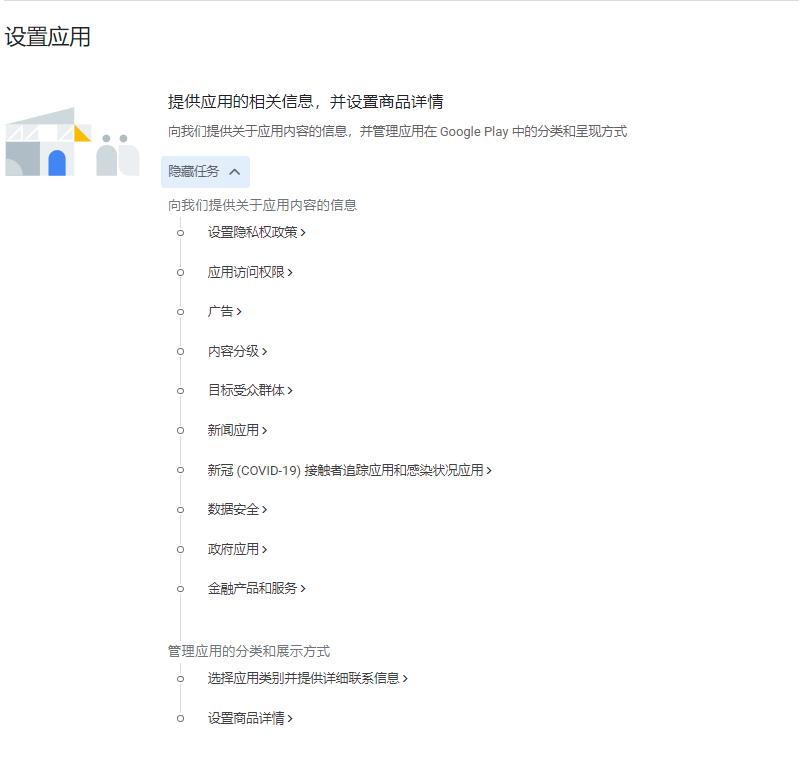 设置应用
提供应用的相关信息，并设置商品详情
向我们提供关于应用内容的信息，并管理应用在 Google Play 中的分类和呈现方式
隐藏任务
向我们提供关于应用内容的信息
设置隐私权政策
应用访问权限
广告
内容分级
目标受众群体
新闻应用
新冠 (COVID-19) 接触者追踪应用和感染状况应用
数据安全
政府应用
金融产品和服务
管理应用的分类和展示方式
选择应用类别并提供详细联系信息
设置商品详情